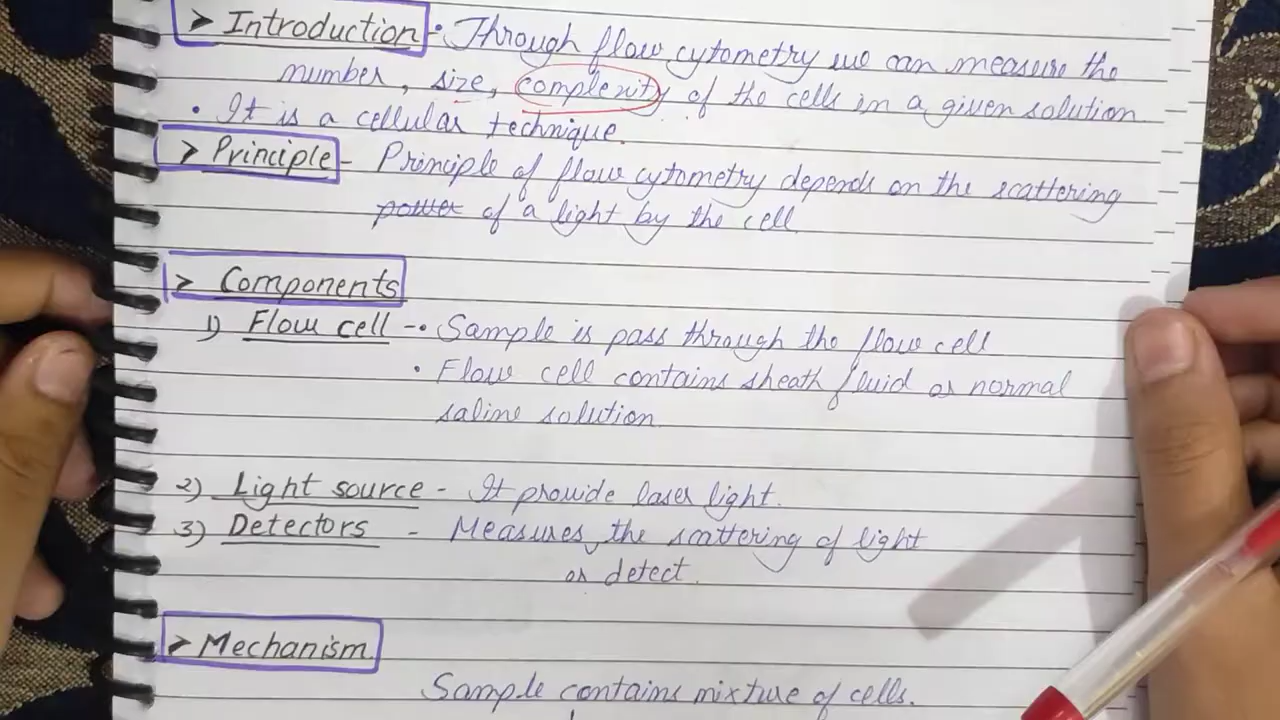 ➤ Introduction • Through flow cytometry we can measure the
number, size, complexity of the cells in a given solution
• It is a cellular technique.
➤ Principle - Principle of flow cytometry depends on the scattering
power of a light by the cell
➤ Components
1) Flow cell - • Sample is pass through the flow cell
• Flow cell contains sheath fluid or normal
saline solution
2) Light source - It provide laser light.
3) Detectors - Measures the scattering of light
or detect.
➤ Mechanism
Sample contains mixture of cells.